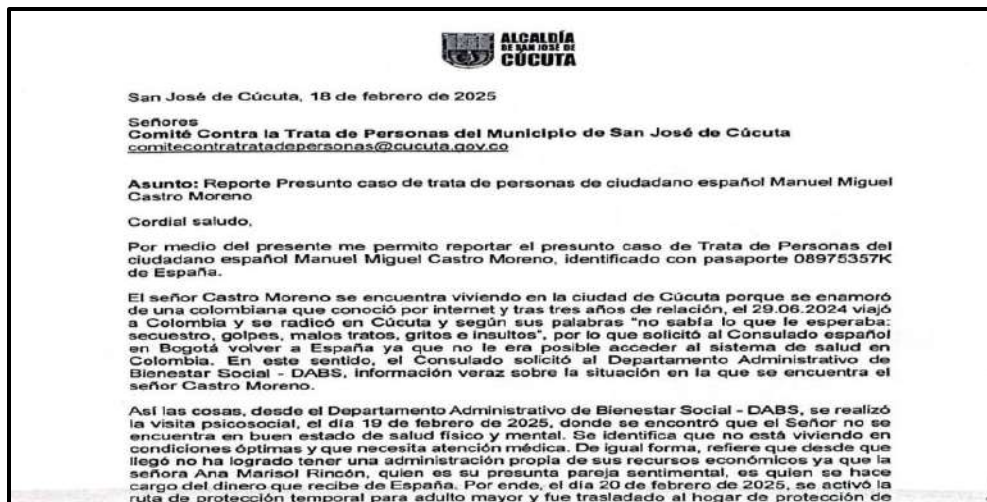 ALCALDÍA
DE SAN JOSÉ DE
CÚCUTA
San José de Cúcuta, 18 de febrero de 2025
Señores
Comité Contra la Trata de Personas del Municipio de San José de Cúcuta
comitecontratratadepersonas@cucuta.gov.co
Asunto: Reporte Presunto caso de trata de personas de ciudadano español Manuel Miguel
Castro Moreno
Cordial saludo,
Por medio del presente me permito reportar el presunto caso de Trata de Personas del
ciudadano español Manuel Miguel Castro Moreno, identificado con pasaporte 08975357K
de España.
El señor Castro Moreno se encuentra viviendo en la ciudad de Cúcuta porque se enamoró
de una colombiana que conoció por internet y tras tres años de relación, el 29.06.2024 viajó
a Colombia y se radicó en Cúcuta y según sus palabras "no sabía lo que le esperaba:
secuestro, golpes, malos tratos, gritos e insultos", por lo que solicitó al Consulado español
en Bogotá volver a España ya que no le era posible acceder al sistema de salud en
Colombia. En este sentido, el Consulado solicitó al Departamento Administrativo de
Bienestar Social - DABS, información veraz sobre la situación en la que se encuentra el
señor Castro Moreno.
Así las cosas, desde el Departamento Administrativo de Bienestar Social - DABS, se realizó
la visita psicosocial, el día 19 de febrero de 2025, donde se encontró que el Señor no se
encuentra en buen estado de salud físico y mental. Se identifica que no está viviendo en
condiciones óptimas y que necesita atención médica. De igual forma, refiere que desde que
llegó no ha logrado tener una administración propia de sus recursos económicos ya que la
señora Ana Marisol Rincón, quien es su presunta pareja sentimental, es quien se hace
cargo del dinero que recibe de España. Por ende, el día 20 de febrero de 2025, se activó la
ruta de protección temporal para adulto mayor y fue trasladado al hogar de protección de